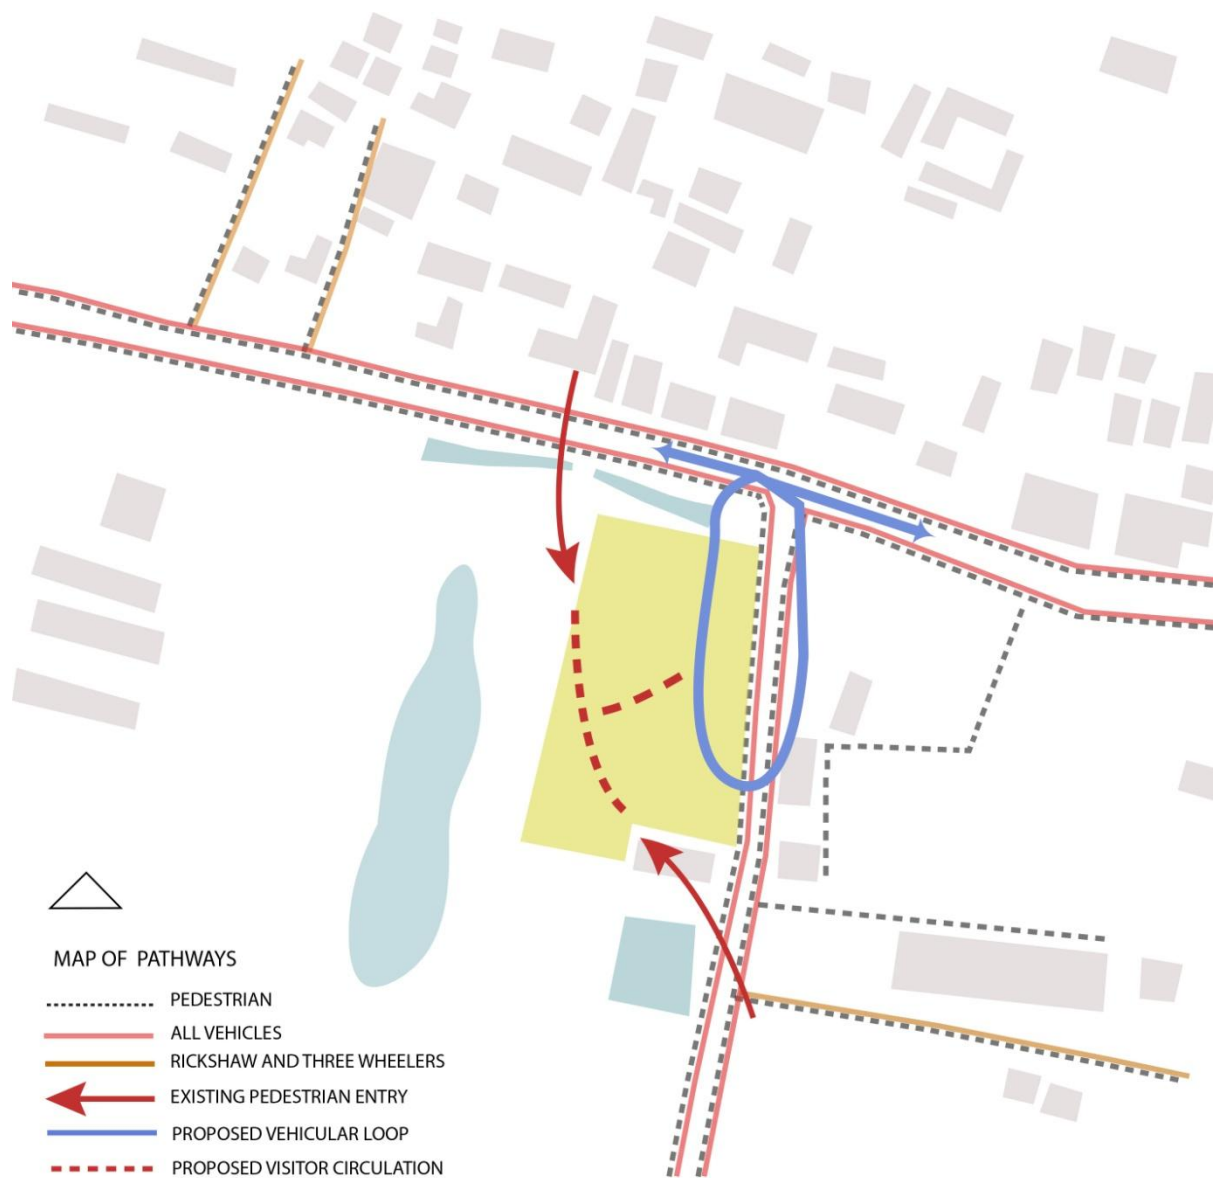 MAP OF PATHWAYS
PEDESTRIAN
ALL VEHICLES
RICKSHAW AND THREE WHEELERS
EXISTING PEDESTRIAN ENTRY
PROPOSED VEHICULAR LOOP
PROPOSED VISITOR CIRCULATION